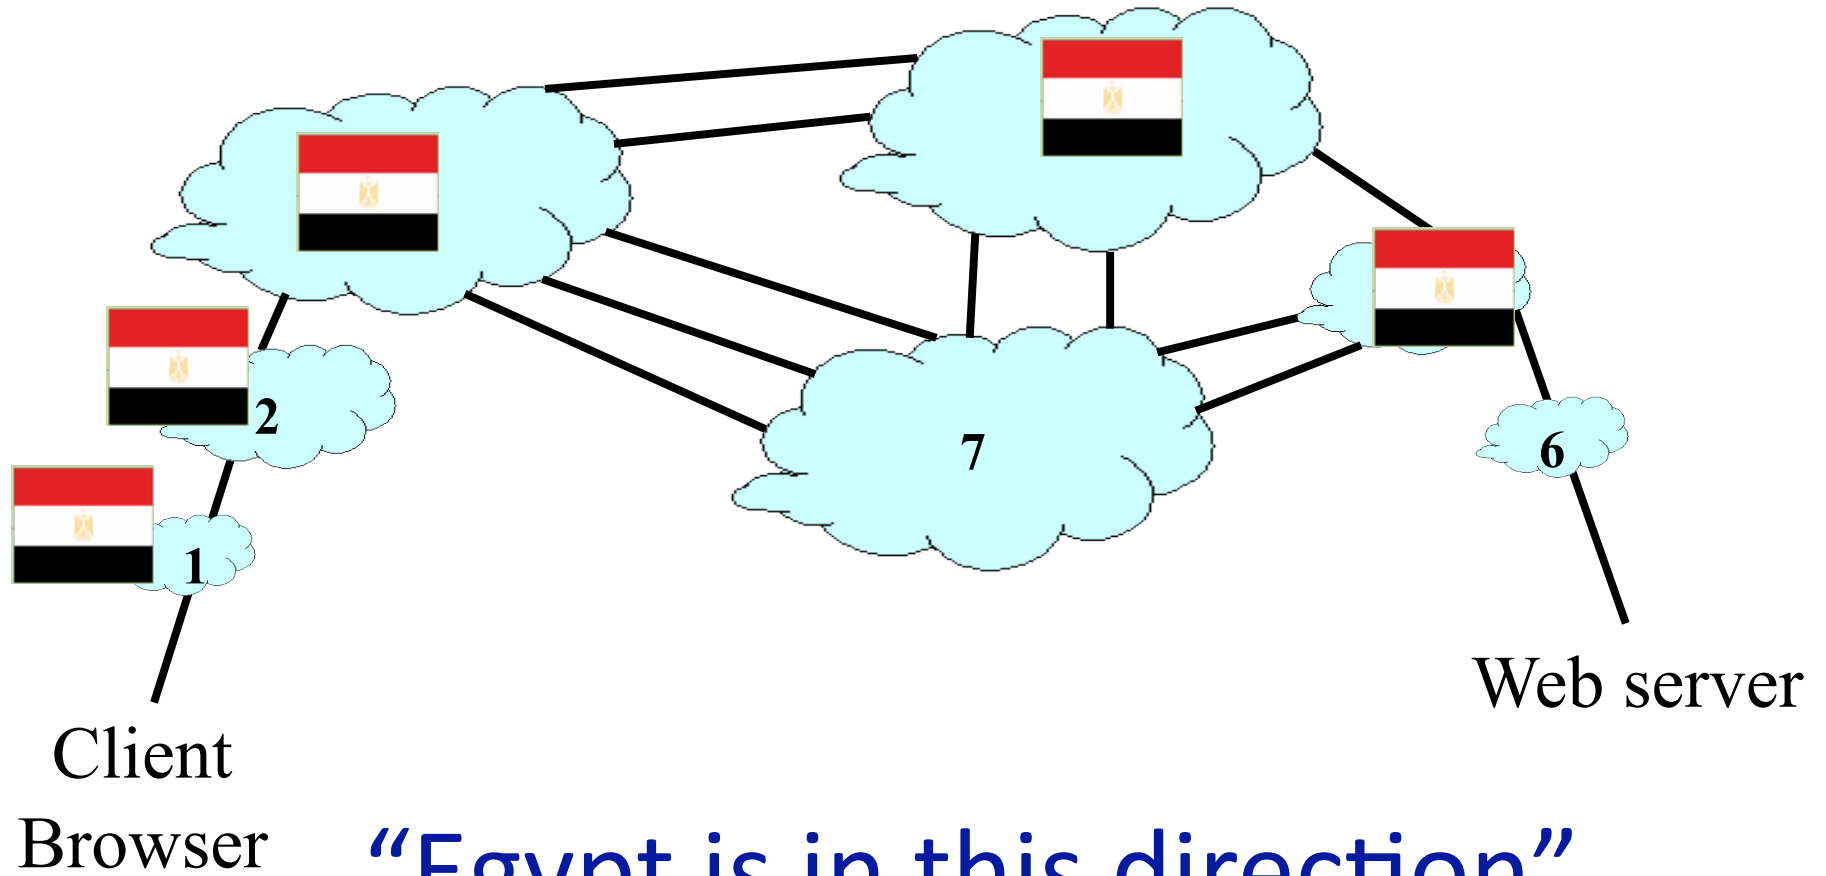 2
7
6
1
Web server
Client
Browser
“Egypt is in this direction”